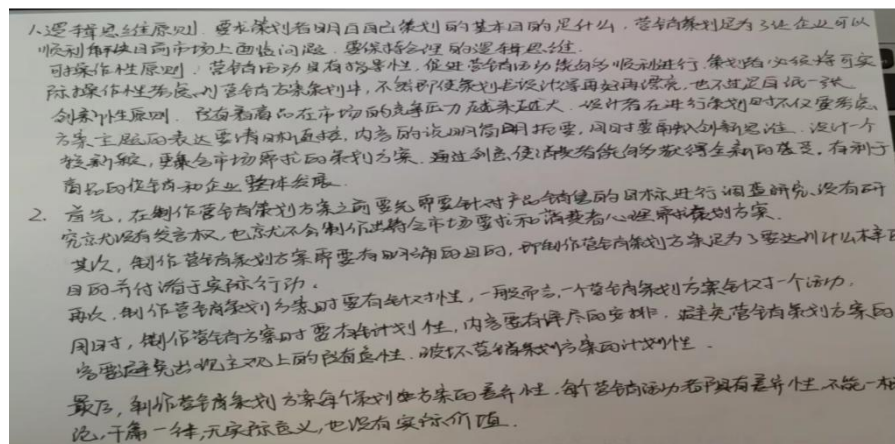 1、逻辑思维原则．要求策划者明白自己策划的基本目的是什么，营销策划是为了让企业可以
顺利解决目前市场上面临问题．要保持合理的逻辑思维．
可操作性原则．营销活动具有指导性，促进营销活动能够顺利进行．策划者必须将可实
际操作性考虑到营销方案策划中，不然即使策划书设计得再好再漂亮，也不过是白纸一张
创新性原则．随着商品在市场的竞争压力越来越大．设计者在进行策划时不仅要考虑
方案主题的表达要清晰直接，内容的说明简明扼要，同时要融入创新思维．设计一个
较新颖，更集合市场需求的策划方案．通过创意，使消费者能够获得全新的感受，有利于
商品的促销和企业整体发展．
2．首先，在制作营销策划方案之前要先需要针对产品销售的目标进行调查研究，没有研
究就没有发言权，也就不会制作出符合市场要求和消费者心理需求策划方案．
其次，制作营销策划方案需要有明确的目的，即制作营销策划方案是为了要达到什么样的
目的并付诸于实际行动．
再次，制作营销策划方案时要有针对性，一般而言，一个营销策划方案针对一个活动．
同时，制作营销方案时要有计划性，内容要有详尽的安排．避免营销策划方案的
容要避免出现主观上的随意性．破坏营销策划方案的计划性．
最后，制作营销策划方案每个策划方案的差异性．每个营销活动者都具有差异性，不能一概
论，千篇一律，无实际意义，也没有实际价值．